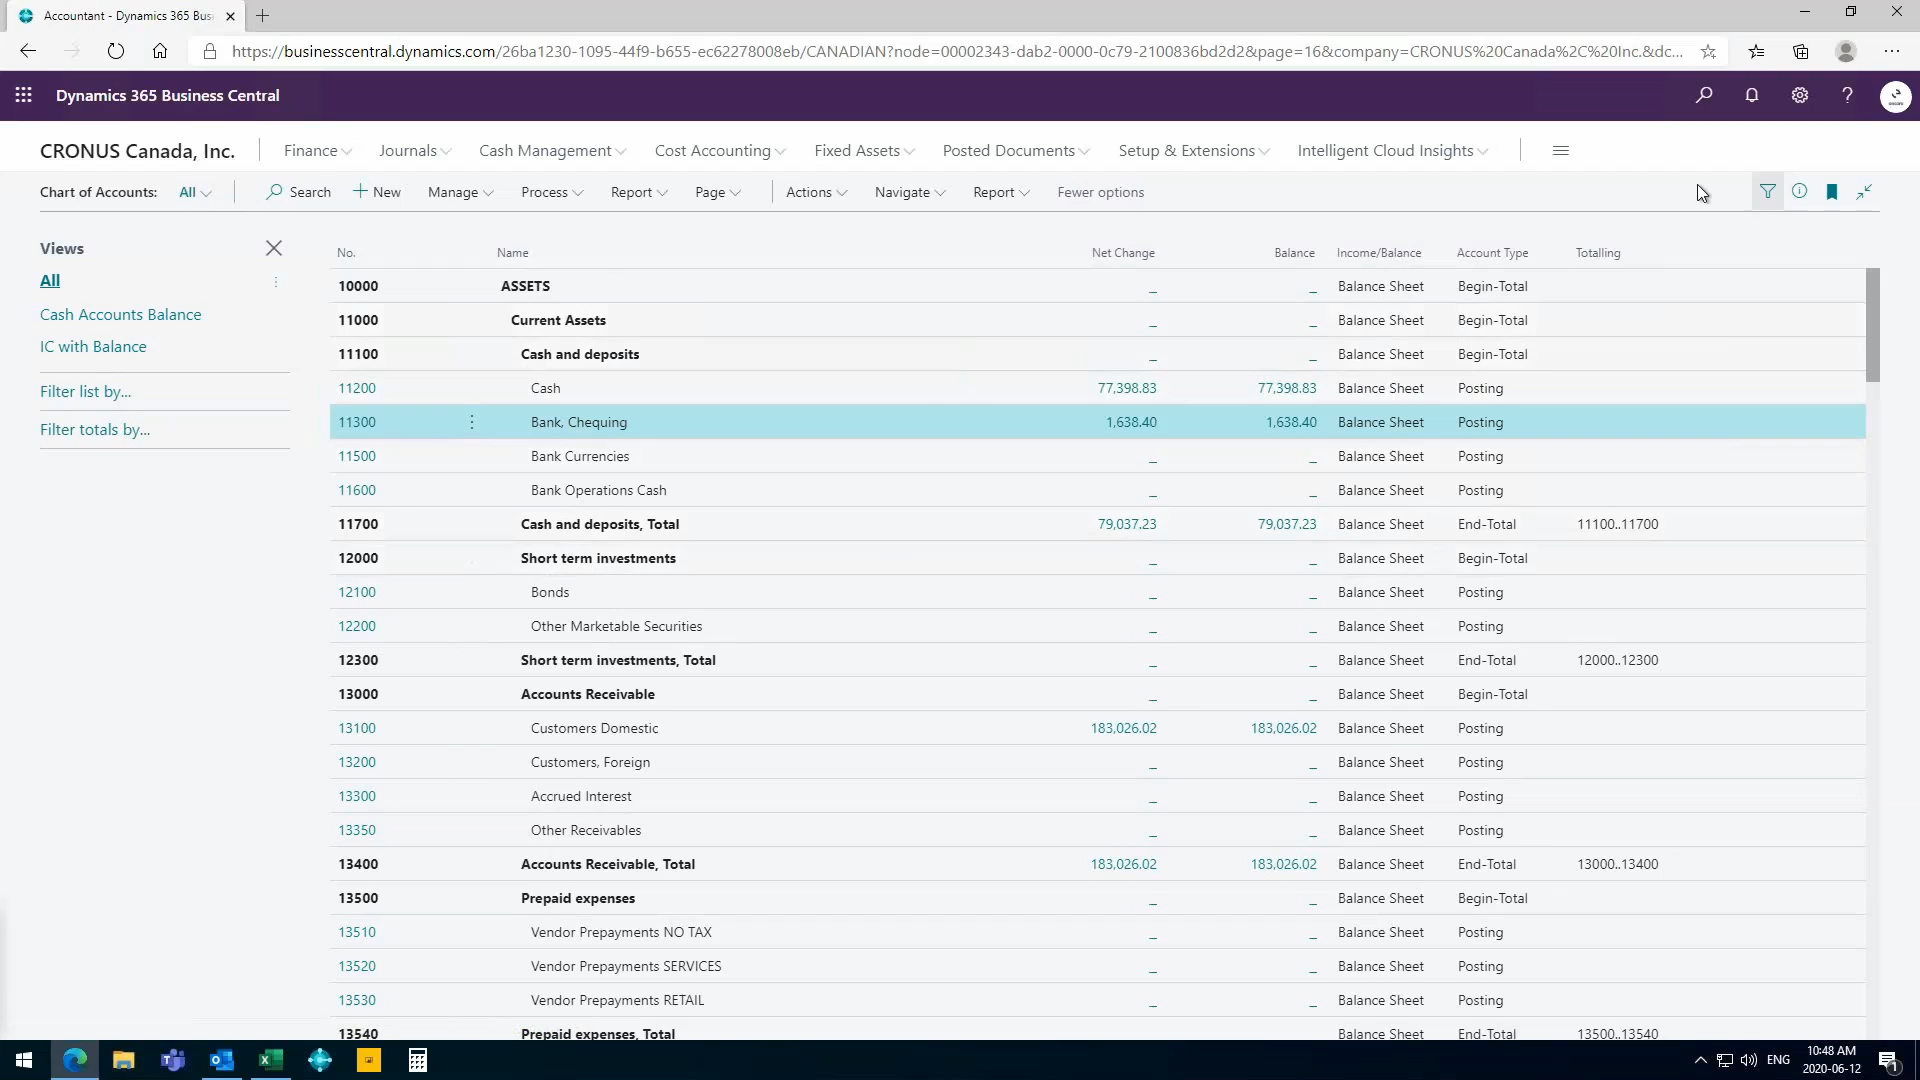 Accountant - Dynamics 365 Busi
https://businesscentral.dynamics.com/26ba1230-1095-44f9-b655-ec62278008eb/CANADIAN?node=00002343-dab2-0000-0c79-2100836bd2d2&page=16&company=CRONUS%20Canada%2C%20Inc.&dc...
Dynamics 365 Business Central
CRONUS Canada, Inc. Finance Journals Cash Management Cost Accounting Fixed Assets Posted Documents Setup & Extensions Intelligent Cloud Insights
Chart of Accounts: All Search New Manage Process Report Page Actions Navigate Report Fewer options
Views
All
Cash Accounts Balance
IC with Balance
Filter list by...
Filter totals by...
No. Name Net Change Balance Income/Balance Account Type Totalling
10000 ASSETS _ _ Balance Sheet Begin-Total
11000 Current Assets _ _ Balance Sheet Begin-Total
11100 Cash and deposits _ _ Balance Sheet Begin-Total
11200 Cash 77,398.83 77,398.83 Balance Sheet Posting
11300 Bank, Chequing 1,638.40 1,638.40 Balance Sheet Posting
11500 Bank Currencies _ _ Balance Sheet Posting
11600 Bank Operations Cash _ _ Balance Sheet Posting
11700 Cash and deposits, Total 79,037.23 79,037.23 Balance Sheet End-Total 11100..11700
12000 Short term investments _ _ Balance Sheet Begin-Total
12100 Bonds _ _ Balance Sheet Posting
12200 Other Marketable Securities _ _ Balance Sheet Posting
12300 Short term investments, Total _ _ Balance Sheet End-Total 12000..12300
13000 Accounts Receivable _ _ Balance Sheet Begin-Total
13100 Customers Domestic 183,026.02 183,026.02 Balance Sheet Posting
13200 Customers, Foreign _ _ Balance Sheet Posting
13300 Accrued Interest _ _ Balance Sheet Posting
13350 Other Receivables _ _ Balance Sheet Posting
13400 Accounts Receivable, Total 183,026.02 183,026.02 Balance Sheet End-Total 13000..13400
13500 Prepaid expenses _ _ Balance Sheet Begin-Total
13510 Vendor Prepayments NO TAX _ _ Balance Sheet Posting
13520 Vendor Prepayments SERVICES _ _ Balance Sheet Posting
13530 Vendor Prepayments RETAIL _ _ Balance Sheet Posting
13540 Prepaid expenses, Total Balance Sheet End-Total 13500..13540
ENG
10:48 AM
2020-06-12
1